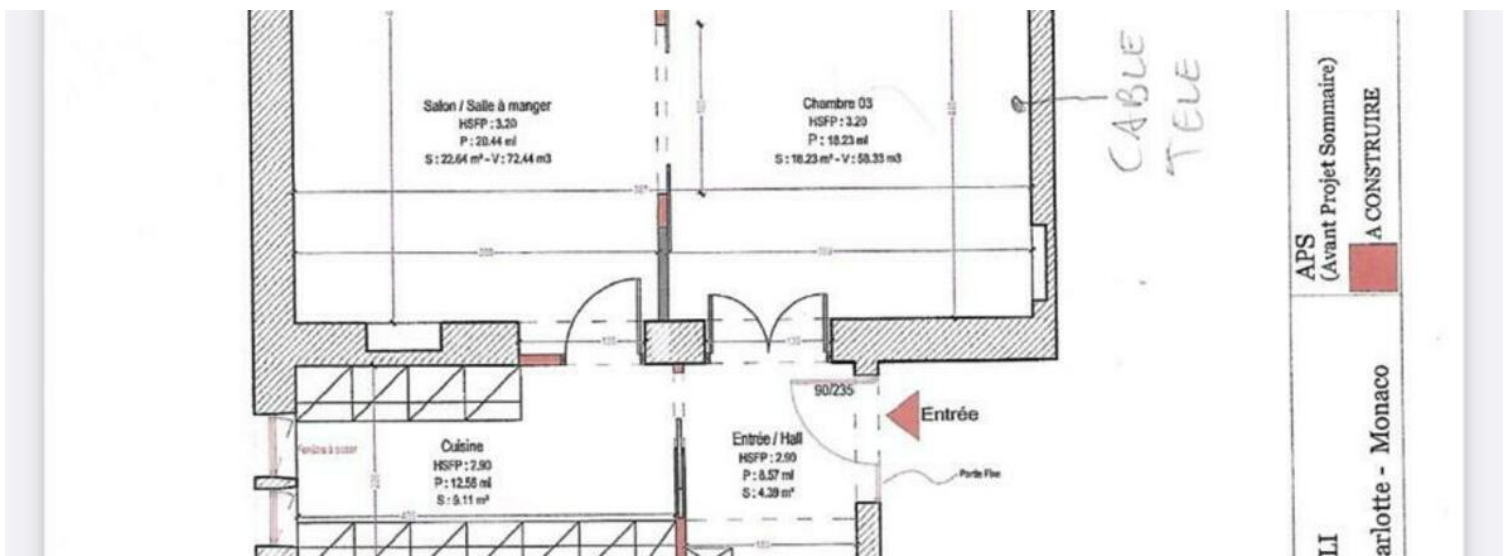 Salon / Salle à manger
HSFP : 3.20
P : 20.44 ml
S : 22.64 m² - V : 72.44 m3
Chambre 03
HSFP : 3.20
P : 18.23 ml
S : 18.23 m² - V : 58.33 m3
CABLE
TELE
90/235
Entrée
Cuisine
HSFP : 2.90
P : 12.56 ml
S : 9.11 m²
Entrée / Hall
HSFP : 2.90
P : 8.57 ml
S : 4.39 m²
Partie Fixe
APS
(Avant Projet Sommaire)
A CONSTRUIRE
arlotte - Monaco
LI